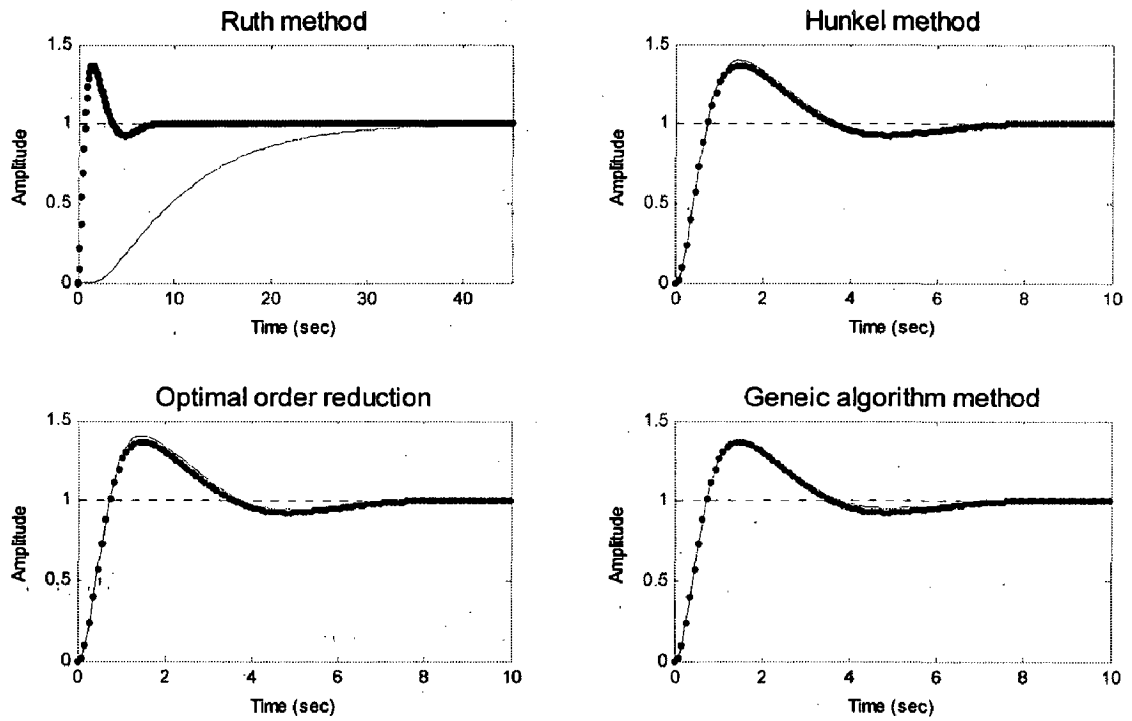 Ruth method
1.5
1
0.5
0
Amplitude
0 10 20 30 40
Time (sec)
Hunkel method
1.5
1
0.5
0
Amplitude
0 2 4 6 8 10
Time (sec)
Optimal order reduction
1.5
1
0.5
0
Amplitude
0 2 4 6 8 10
Time (sec)
Geneic algorithm method
1.5
1
0.5
0
Amplitude
0 2 4 6 8 10
Time (sec)